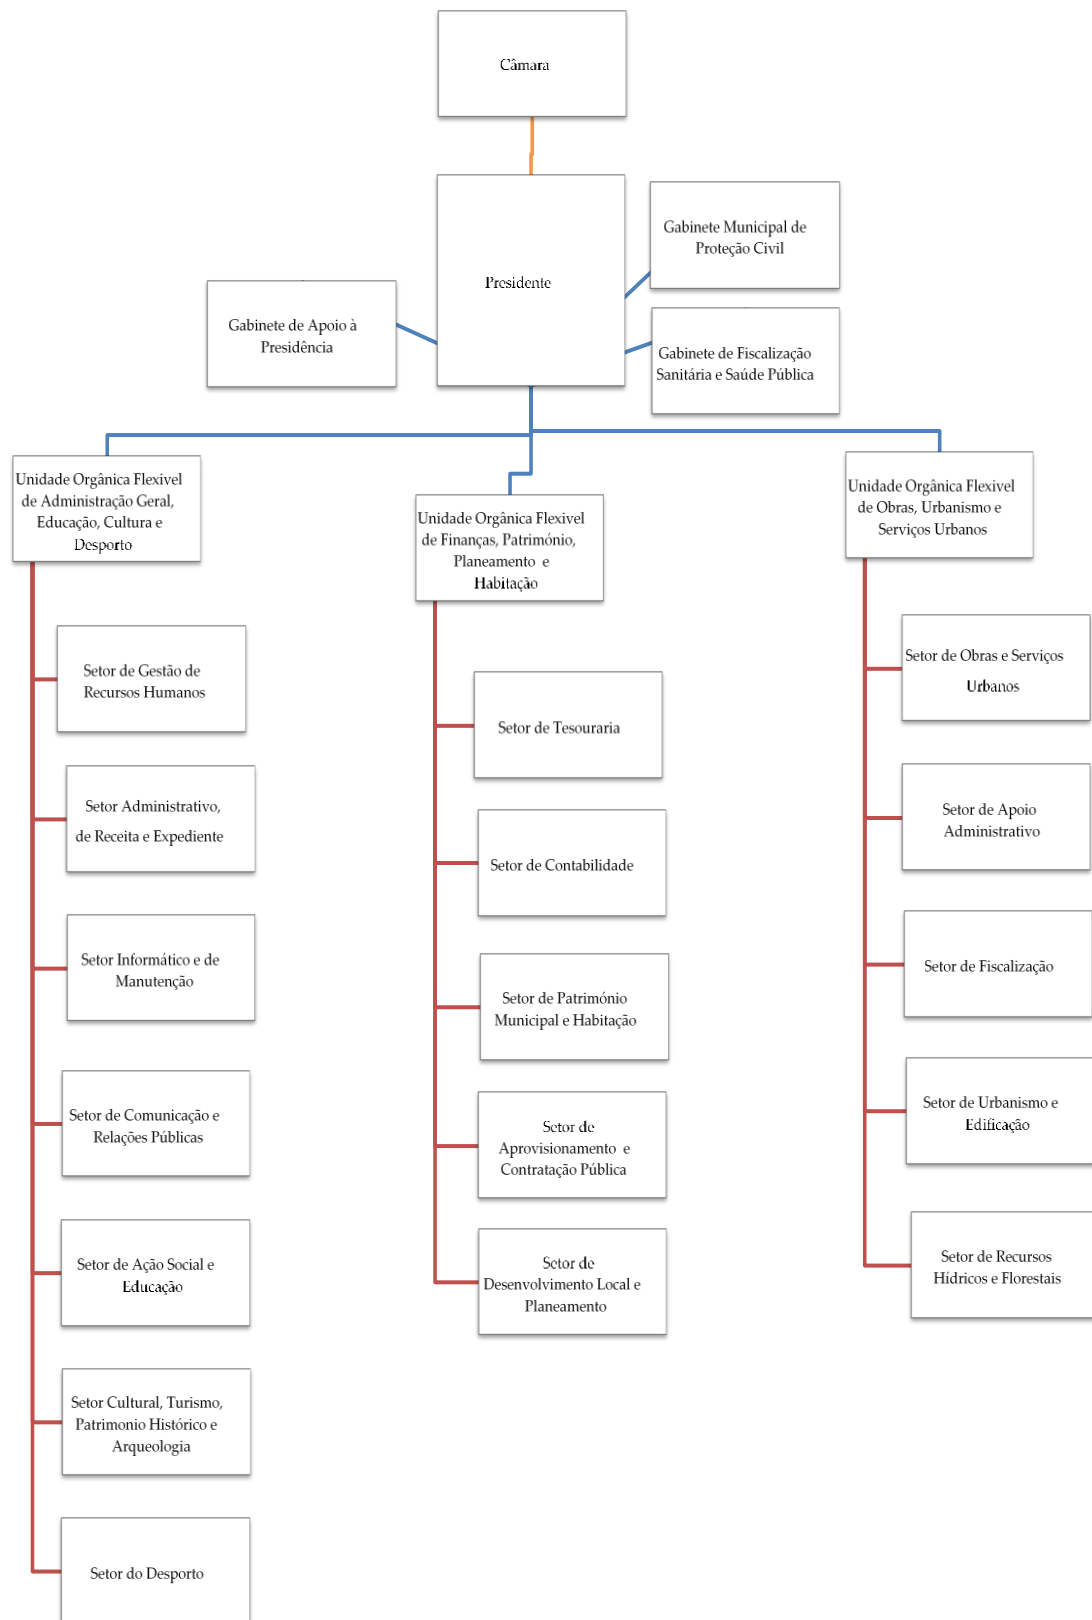 Câmara
Presidente
Gabinete Municipal de
Proteção Civil
Gabinete de Apoio à
Presidência
Gabinete de Fiscalização
Sanitária e Saúde Pública
Unidade Orgânica Flexivel
de Administração Geral,
Educação, Cultura e
Desporto
Setor de Gestão de
Recursos Humanos
Setor Administrativo,
de Receita e Expediente
Setor Informático e de
Manutenção
Setor de Comunicação e
Relações Públicas
Setor de Ação Social e
Educação
Setor Cultural, Turismo,
Patrimonio Histórico e
Arqueologia
Setor do Desporto
Unidade Orgânica Flexivel
de Finanças, Património,
Planeamento e
Habitação
Setor de Tesouraria
Setor de Contabilidade
Setor de Património
Municipal e Habitação
Setor de
Aprovisionamento e
Contratação Pública
Setor de
Desenvolvimento Local e
Planeamento
Unidade Orgânica Flexivel
de Obras, Urbanismo e
Serviços Urbanos
Setor de Obras e Serviços
Urbanos
Setor de Apoio
Administrativo
Setor de Fiscalização
Setor de Urbanismo e
Edificação
Setor de Recursos
Hídricos e Florestais